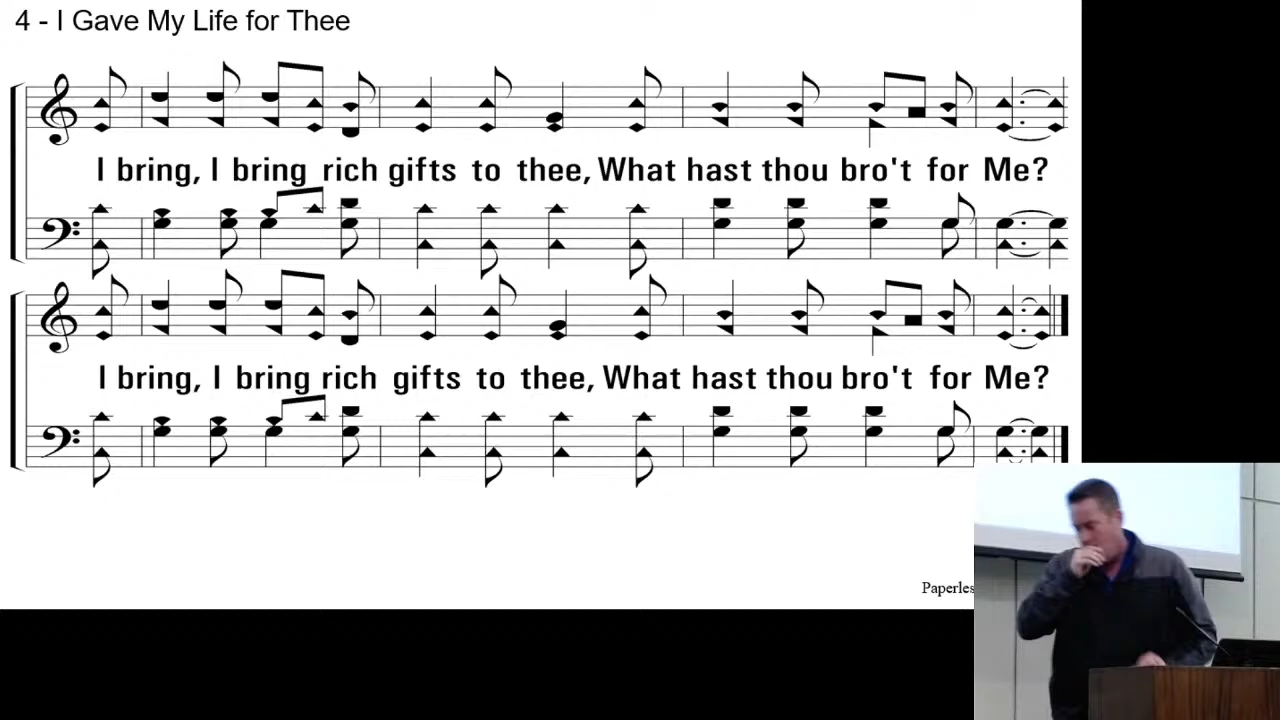 4 - I Gave My Life for Thee
I bring, I bring rich gifts to thee, What hast thou bro't for Me?
I bring, I bring rich gifts to thee, What hast thou bro't for Me?